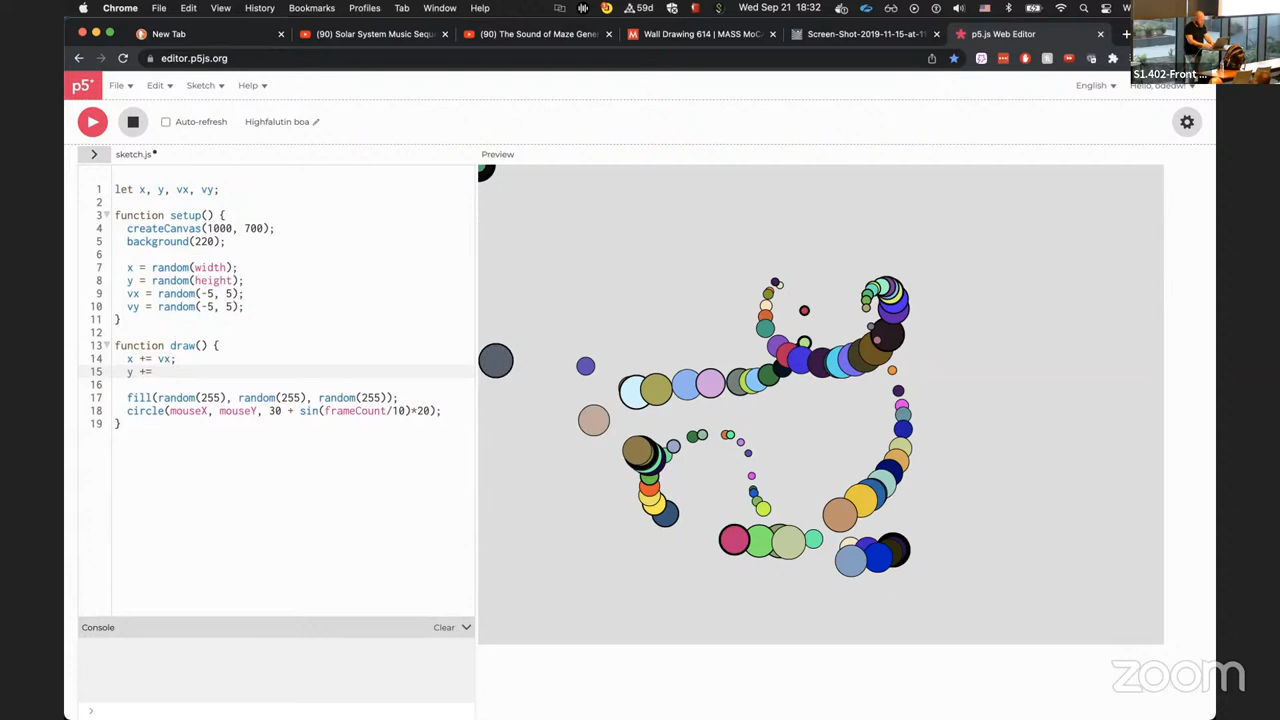 Chrome File Edit View History Bookmarks Profiles Tab Window Help 59d Wed Sep 21 18:32
New Tab × (90) Solar System Music Sequ × (90) The Sound of Maze Gene × Wall Drawing 614 | MASS MoC × Screen-Shot-2019-11-15-at-11 × p5.js Web Editor × +
S1.402-Front ...
editor.p5js.org
p5* File Edit Sketch Help English Hello, odedw!
Auto-refresh Highfalutin boa
> sketch.js Preview
1 let x, y, vx, vy;
2
3 function setup() {
4 createCanvas(1000, 700);
5 background(220);
6
7 x = random(width);
8 y = random(height);
9 vx = random(-5, 5);
10 vy = random(-5, 5);
11 }
12
13 function draw() {
14 x += vx;
15 y +=
16
17 fill(random(255), random(255), random(255));
18 circle(mouseX, mouseY, 30 + sin(frameCount/10)*20);
19 }
Console Clear
>
zoom